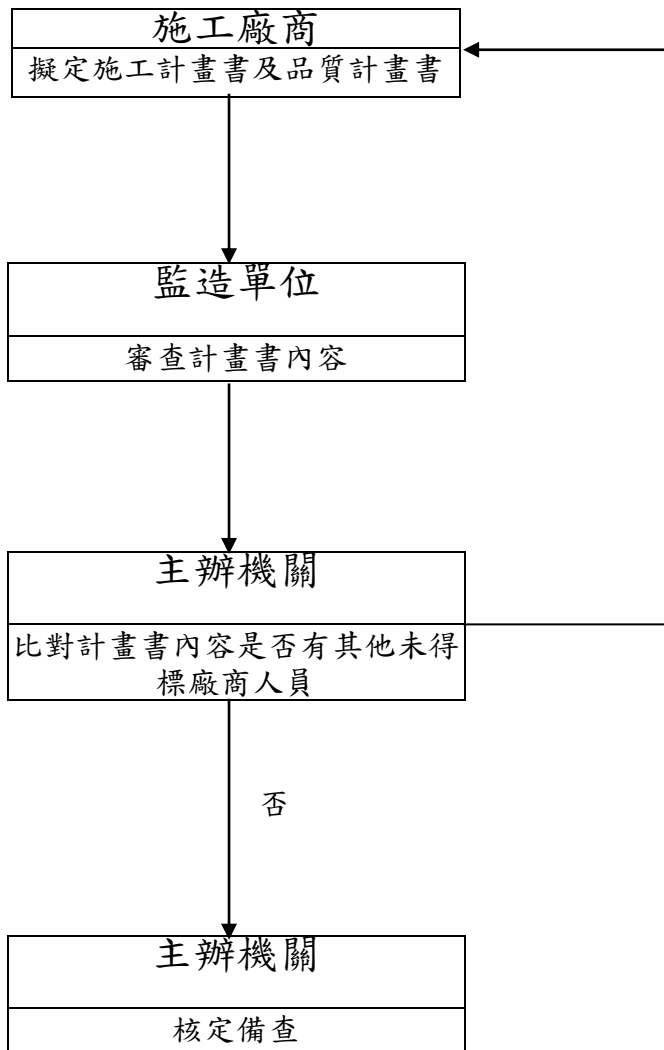 施工廠商
擬定施工計畫書及品質計畫書
監造單位
審查計畫書內容
主辦機關
比對計畫書內容是否有其他未得
標廠商人員
否
主辦機關
核定備查